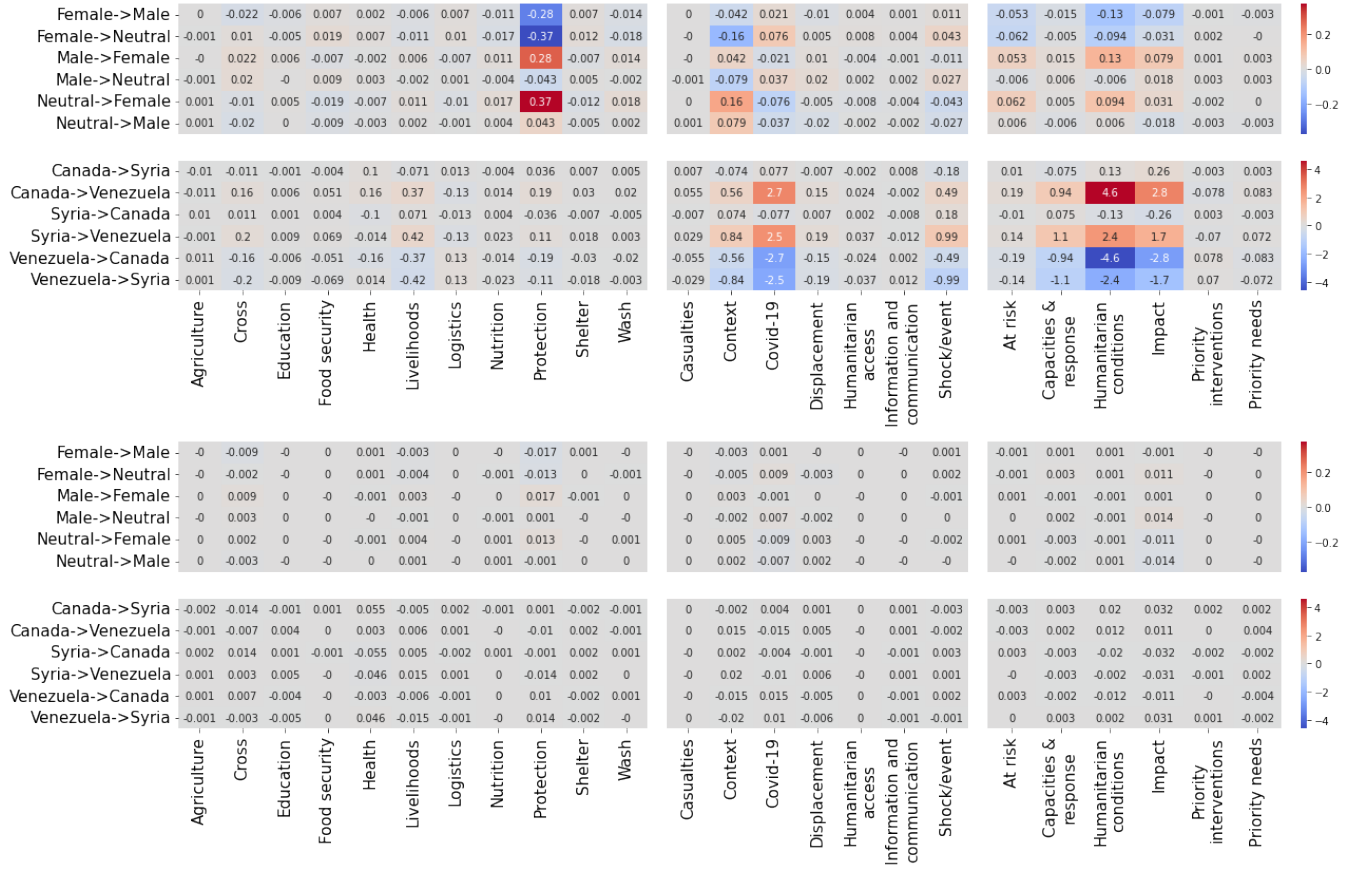 Female->Male 0 -0.022 -0.006 0.007 0.002 -0.006 0.007 -0.011 -0.28 0.007 -0.014 0 -0.042 0.021 -0.01 0.004 0.001 0.011 -0.053 -0.015 -0.13 -0.079 -0.001 -0.003
Female->Neutral -0.001 0.01 -0.005 0.019 0.007 -0.011 0.01 -0.017 -0.37 0.012 -0.018 -0 -0.16 0.076 0.005 0.008 0.004 0.043 -0.062 -0.005 -0.094 -0.031 0.002 -0
Male->Female -0 0.022 0.006 -0.007 -0.002 0.006 -0.007 0.011 0.28 -0.007 0.014 -0 0.042 -0.021 0.01 -0.004 -0.001 -0.011 0.053 0.015 0.13 0.079 0.001 0.003
Male->Neutral -0.001 0.02 -0 0.009 0.003 -0.002 0.001 -0.004 -0.043 0.005 -0.002 -0.001 -0.079 0.037 0.02 0.002 0.002 0.027 -0.006 0.006 -0.006 0.018 0.003 0.003
Neutral->Female 0.001 -0.01 0.005 -0.019 -0.007 0.011 -0.01 0.017 0.37 -0.012 0.018 0 0.16 -0.076 -0.005 -0.008 -0.004 -0.043 0.062 0.005 0.094 0.031 -0.002 0
Neutral->Male 0.001 -0.02 0 -0.009 -0.003 0.002 -0.001 0.004 0.043 -0.005 0.002 0.001 0.079 -0.037 -0.02 -0.002 -0.002 -0.027 0.006 -0.006 0.006 -0.018 -0.003 -0.003
0.2
0.0
−0.2
Canada->Syria -0.01 -0.011 -0.001 -0.004 0.1 -0.071 0.013 -0.004 0.036 0.007 0.005 0.007 -0.074 0.077 -0.007 -0.002 0.008 -0.18 0.01 -0.075 0.13 0.26 -0.003 0.003
Canada->Venezuela -0.011 0.16 0.006 0.051 0.16 0.37 -0.13 0.014 0.19 0.03 0.02 0.055 0.56 2.7 0.15 0.024 -0.002 0.49 0.19 0.94 4.6 2.8 -0.078 0.083
Syria->Canada 0.01 0.011 0.001 0.004 -0.1 0.071 -0.013 0.004 -0.036 -0.007 -0.005 -0.007 0.074 -0.077 0.007 0.002 -0.008 0.18 -0.01 0.075 -0.13 -0.26 0.003 -0.003
Syria->Venezuela -0.001 0.2 0.009 0.069 -0.014 0.42 -0.13 0.023 0.11 0.018 0.003 0.029 0.84 2.5 0.19 0.037 -0.012 0.99 0.14 1.1 2.4 1.7 -0.07 0.072
Venezuela->Canada 0.011 -0.16 -0.006 -0.051 -0.16 -0.37 0.13 -0.014 -0.19 -0.03 -0.02 -0.055 -0.56 -2.7 -0.15 -0.024 0.002 -0.49 -0.19 -0.94 -4.6 -2.8 0.078 -0.083
Venezuela->Syria 0.001 -0.2 -0.009 -0.069 0.014 -0.42 0.13 -0.023 -0.11 -0.018 -0.003 -0.029 -0.84 -2.5 -0.19 -0.037 0.012 -0.99 -0.14 -1.1 -2.4 -1.7 0.07 -0.072
4
2
0
−2
−4
Agriculture
Cross
Education
Food security
Health
Livelihoods
Logistics
Nutrition
Protection
Shelter
Wash
Casualties
Context
Covid-19
Displacement
Humanitarian
access
Information and
communication
Shock/event
At risk
Capacities &
response
Humanitarian
conditions
Impact
Priority
interventions
Priority needs
Female->Male -0 -0.009 -0 0 0.001 -0.003 0 -0 -0.017 0.001 -0 -0 -0.003 0.001 -0 0 -0 0.001 -0.001 0.001 0.001 -0.001 -0 -0
Female->Neutral -0 -0.002 -0 0 0.001 -0.004 0 -0.001 -0.013 0 -0.001 -0 -0.005 0.009 -0.003 0 0 0.002 -0.001 0.003 0.001 0.011 -0 0
Male->Female 0 0.009 0 -0 -0.001 0.003 -0 0 0.017 -0.001 0 0 0.003 -0.001 0 -0 0 -0.001 0.001 -0.001 -0.001 0.001 0 0
Male->Neutral -0 0.003 0 0 -0 -0.001 0 -0.001 0.001 -0 -0 -0 -0.002 0.007 -0.002 0 0 0 0 0.002 -0.001 0.014 -0 0
Neutral->Female 0 0.002 0 -0 -0.001 0.004 -0 0.001 0.013 -0 0.001 0 0.005 -0.009 0.003 -0 -0 -0.002 0.001 -0.003 -0.001 -0.011 0 -0
Neutral->Male 0 -0.003 -0 -0 0 0.001 -0 0.001 -0.001 0 0 0 0.002 -0.007 0.002 -0 -0 0 -0 -0.002 0.001 -0.014 0 -0
0.2
0.0
−0.2
Canada->Syria -0.002 -0.014 -0.001 0.001 0.055 -0.005 0.002 -0.001 0.001 -0.002 -0.001 0 -0.002 0.004 0.001 0 0.001 -0.003 -0.003 0.003 0.02 0.032 0.002 0.002
Canada->Venezuela -0.001 -0.007 0.004 0 0.003 0.006 0.001 -0 -0.01 0.002 -0.001 0 0.015 -0.015 0.005 -0 0.001 -0.002 -0.003 0.002 0.012 0.011 0 0.004
Syria->Canada 0.002 0.014 0.001 -0.001 -0.055 0.005 -0.002 0.001 -0.001 0.002 0.001 0 0.002 -0.004 -0.001 -0 -0.001 0.003 0.003 -0.003 -0.02 -0.032 -0.002 -0.002
Syria->Venezuela 0.001 0.003 0.005 -0 -0.046 0.015 0.001 0 -0.014 0.002 0 0 0.02 -0.01 0.006 -0 0.001 0.001 -0 -0.003 -0.002 -0.031 -0.001 0.002
Venezuela->Canada 0.001 0.007 -0.004 -0 -0.003 -0.006 -0.001 0 0.01 -0.002 0.001 0 -0.015 0.015 -0.005 0 -0.001 0.002 0.003 -0.002 -0.012 -0.011 -0 -0.004
Venezuela->Syria -0.001 -0.003 -0.005 0 0.046 -0.015 -0.001 -0 0.014 -0.002 -0 0 -0.02 0.01 -0.006 0 -0.001 -0.001 0 0.003 0.002 0.031 0.001 -0.002
4
2
0
−2
−4
Agriculture
Cross
Education
Food security
Health
Livelihoods
Logistics
Nutrition
Protection
Shelter
Wash
Casualties
Context
Covid-19
Displacement
Humanitarian
access
Information and
communication
Shock/event
At risk
Capacities &
response
Humanitarian
conditions
Impact
Priority
interventions
Priority needs